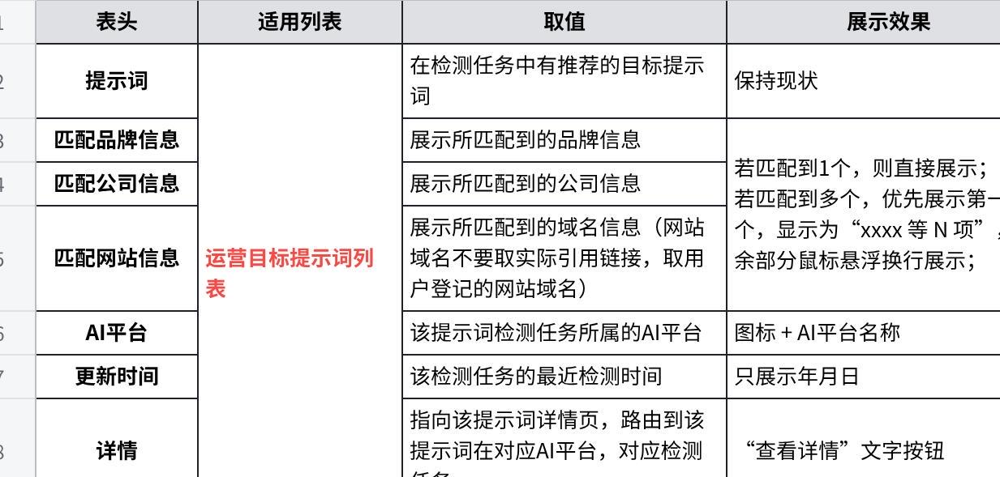 表头
适用列表
取值
展示效果
2
提示词
在检测任务中有推荐的目标提示
词
保持现状
匹配品牌信息
展示所匹配到的品牌信息
匹配公司信息
展示所匹配到的公司信息
若匹配到1个，则直接展示；
若匹配到多个，优先展示第一
个，显示为“xxxx 等 N 项”，
余部分鼠标悬浮换行展示；
5
匹配网站信息
运营目标提示词列
表
展示所匹配到的域名信息（网站
域名不要取实际引用链接，取用
户登记的网站域名）
6
AI平台
该提示词检测任务所属的AI平台
图标 + AI平台名称
7
更新时间
该检测任务的最近检测时间
只展示年月日
8
详情
指向该提示词详情页，路由到该
提示词在对应AI平台，对应检测
“查看详情”文字按钮